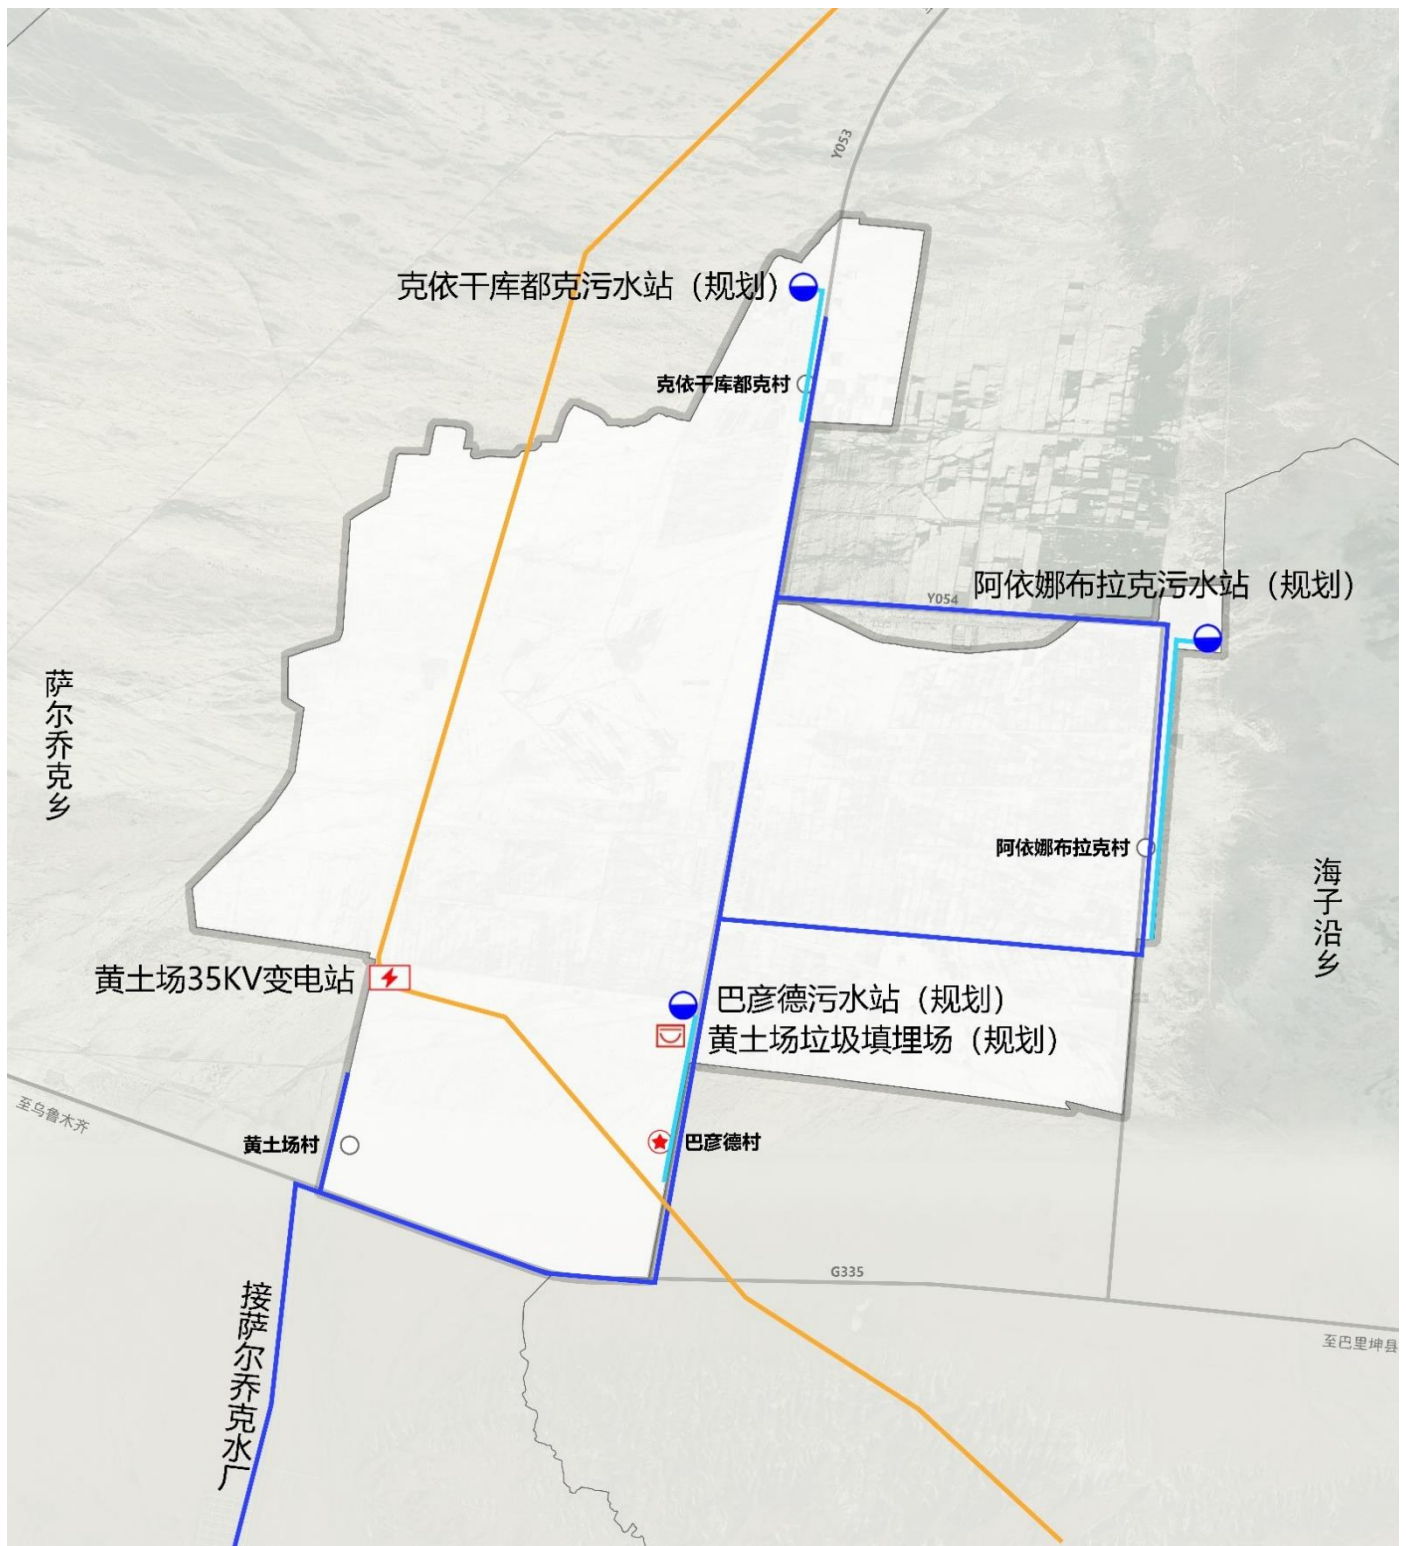 Y053
克依干库都克污水站（规划）
克依干库都克村
阿依娜布拉克污水站（规划）
Y054
萨尔乔克乡
阿依娜布拉克村
海子沿乡
黄土场35KV变电站
巴彦德污水站（规划）
黄土场垃圾填埋场（规划）
至乌鲁木齐
黄土场村
巴彦德村
G335
接萨尔乔克水厂
至巴里坤县